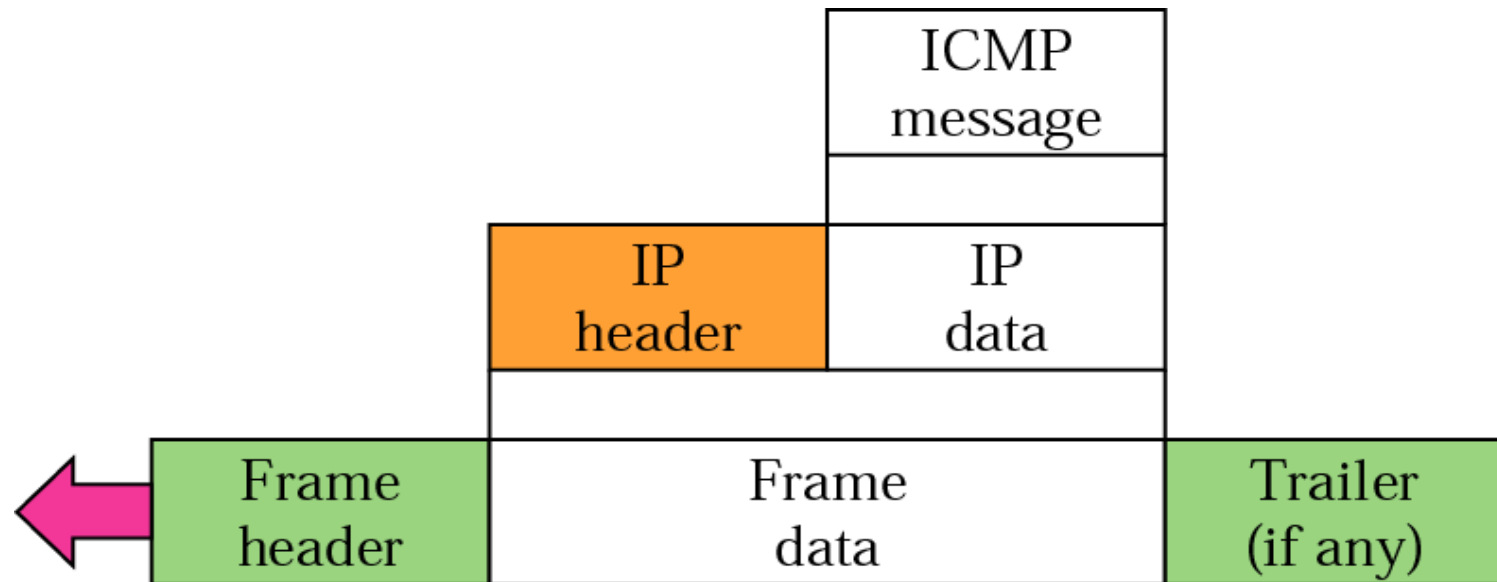 ICMP
message
IP
header
IP
data
Frame
header
Frame
data
Trailer
(if any)